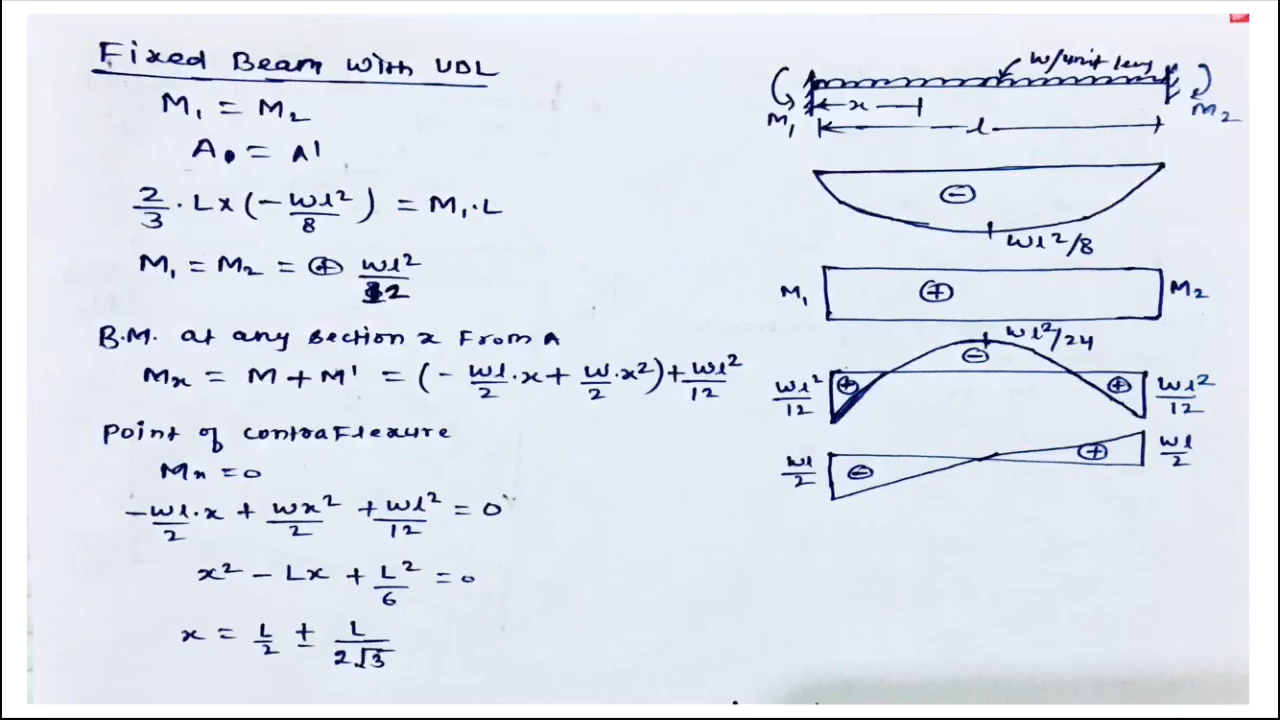 Fixed Beam with UDL
M₁ = M₂
A₀ = A'
2/3 · L × (- wl²/8) = M₁ · L
M₁ = M₂ = ⊕ wl²/12
B.M. at any section x From A
Mx = M + M' = (- wl/2 · x + w/2 · x²) + wl²/12
Point of contraflexure
Mx = 0
- wl/2 · x + wx²/2 + wl²/12 = 0
x² - Lx + L²/6 = 0
x = L/2 ± L/2√3
w/unit leng
M₁ x M₂
l
⊖
wl²/8
M₁ ⊕ M₂
wl²/24
⊖
wl²/12 ⊕ ⊕ wl²/12
wl/2 ⊖ ⊕ wl/2